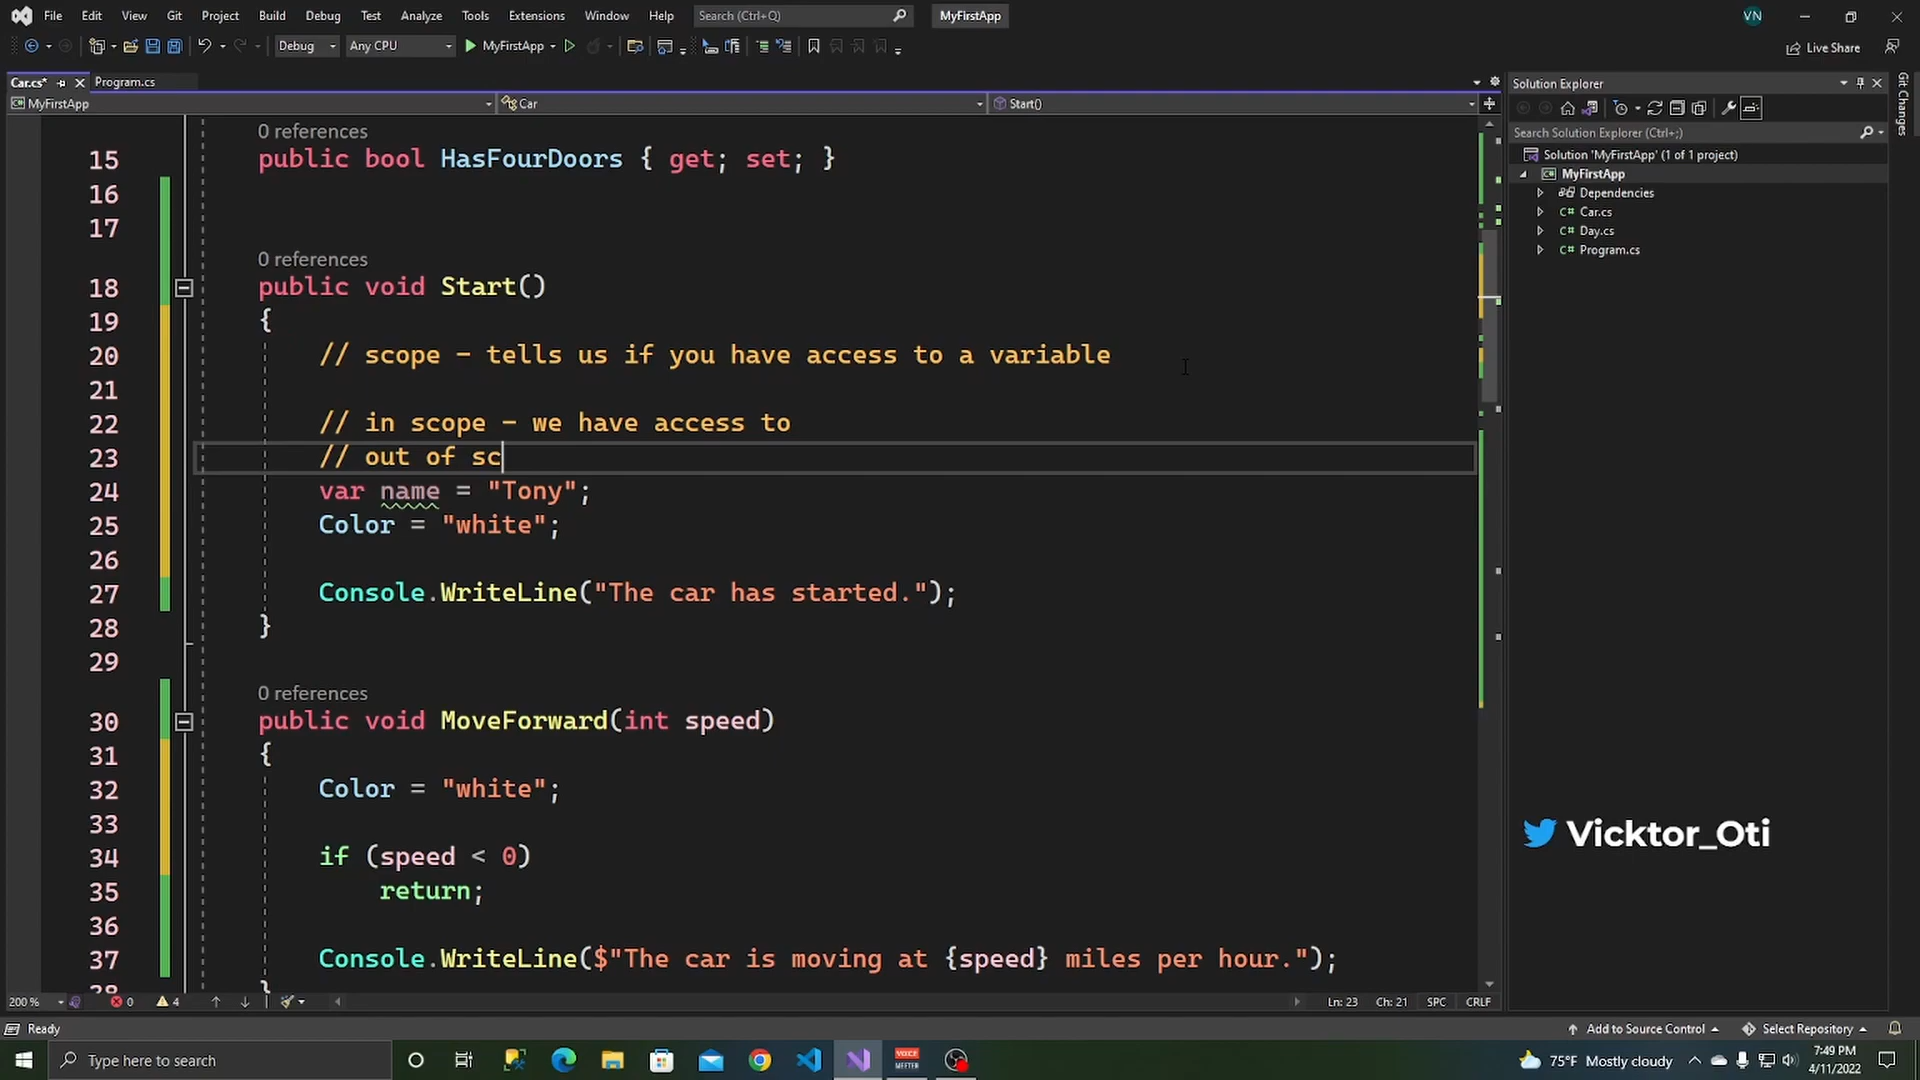 File Edit View Git Project Build Debug Test Analyze Tools Extensions Window Help Search (Ctrl+Q) MyFirstApp VN
Debug Any CPU MyFirstApp Live Share
Car.cs* Program.cs
MyFirstApp Car Start()
0 references
15 public bool HasFourDoors { get; set; }
16
17
0 references
18 public void Start()
19 {
20 // scope - tells us if you have access to a variable
21
22 // in scope - we have access to
23 // out of sc
24 var name = "Tony";
25 Color = "white";
26
27 Console.WriteLine("The car has started.");
28 }
29
0 references
30 public void MoveForward(int speed)
31 {
32 Color = "white";
33
34 if (speed < 0)
35 return;
36
37 Console.WriteLine($"The car is moving at {speed} miles per hour.");
38 }
200 % 0 4 Ln: 23 Ch: 21 SPC CRLF
Solution Explorer
Search Solution Explorer (Ctrl+;)
Solution 'MyFirstApp' (1 of 1 project)
MyFirstApp
Dependencies
Car.cs
Day.cs
Program.cs
Git Changes
Vicktor_Oti
Ready Add to Source Control Select Repository
Type here to search VOICE MEETER 75°F Mostly cloudy 7:49 PM
4/11/2022